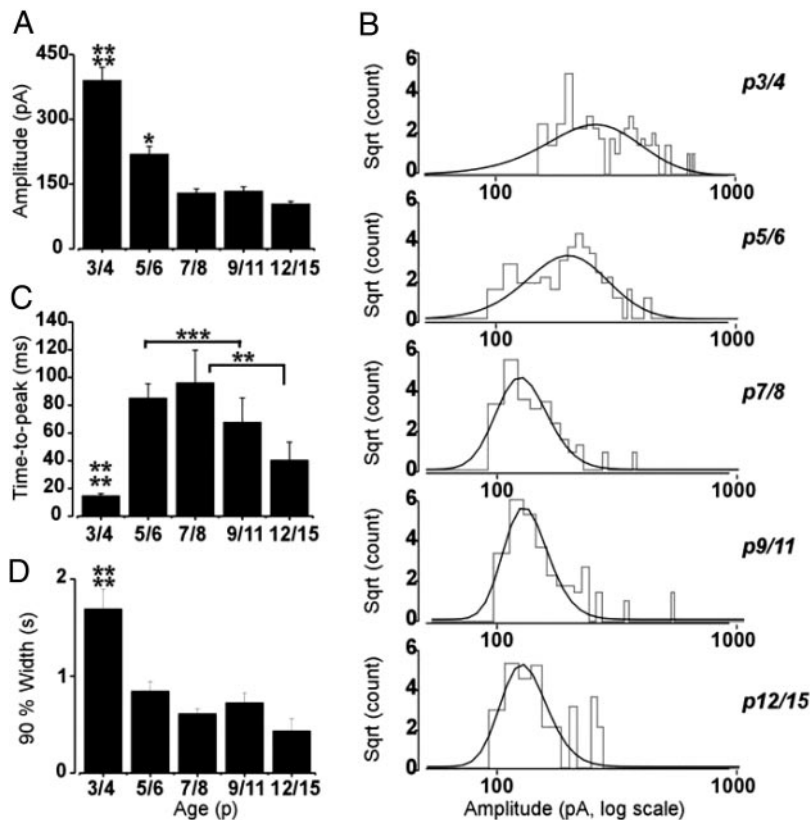 A
Amplitude (pA)
450
300
150
0
**
**
*
3/4 5/6 7/8 9/11 12/15
C
Time-to-peak (ms)
140
120
100
80
60
40
20
0
***
**
**
**
3/4 5/6 7/8 9/11 12/15
D
90 % Width (s)
2
1
0
**
**
3/4 5/6 7/8 9/11 12/15
Age (p)
B
Sqrt (count)
6
4
2
0
100 1000
p3/4
Sqrt (count)
6
4
2
0
100 1000
p5/6
Sqrt (count)
6
4
2
0
100 1000
p7/8
Sqrt (count)
6
4
2
0
100 1000
p9/11
Sqrt (count)
6
4
2
0
100 1000
p12/15
Amplitude (pA, log scale)